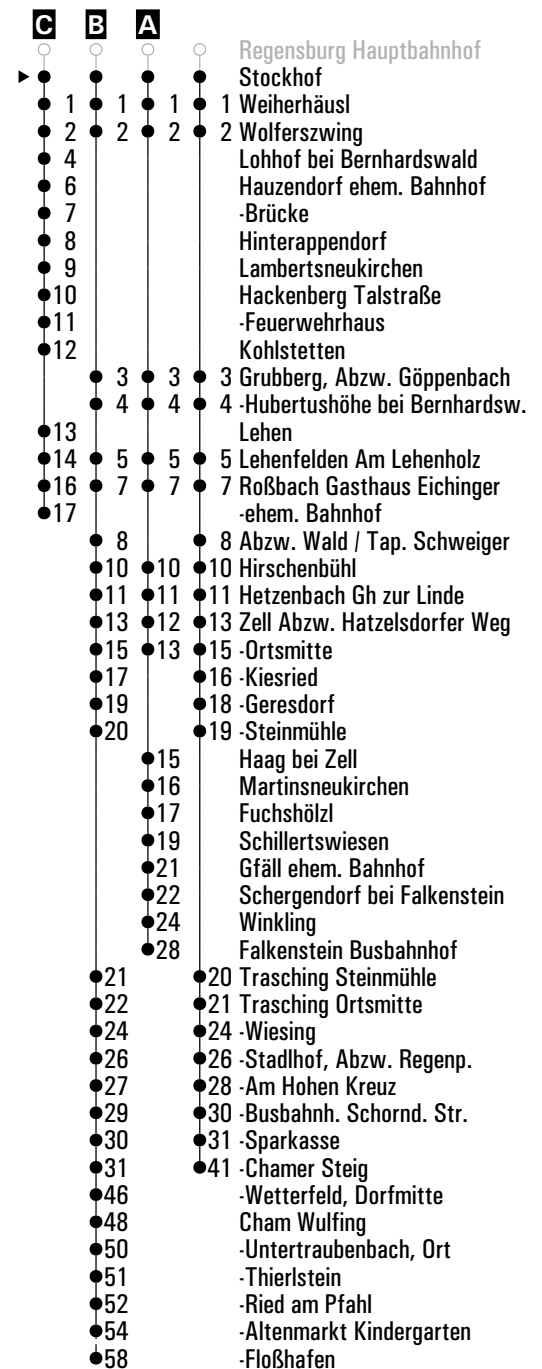 C B A
Regensburg Hauptbahnhof
Stockhof
1 1 1 1 Weiherhäusl
2 2 2 2 Wolferszwing
4 Lohhof bei Bernhardswald
6 Hauzendorf ehem. Bahnhof
7 -Brücke
8 Hinterappendorf
9 Lambertsneukirchen
10 Hackenberg Talstraße
11 -Feuerwehrhaus
12 Kohlstetten
3 3 3 Grubberg, Abzw. Göppenbach
4 4 4 -Hubertushöhe bei Bernhardsw.
13 Lehen
14 5 5 5 Lehenfelden Am Lehenholz
16 7 7 7 Roßbach Gasthaus Eichinger
17 -ehem. Bahnhof
8 8 Abzw. Wald / Tap. Schweiger
10 10 10 Hirschenbühl
11 11 11 Hetzenbach Gh zur Linde
13 12 13 Zell Abzw. Hatzelsdorfer Weg
15 13 15 -Ortsmitte
17 16 -Kiesried
19 18 -Geresdorf
20 19 -Steinmühle
15 Haag bei Zell
16 Martinsneukirchen
17 Fuchshölzl
19 Schillertswiesen
21 Gfäll ehem. Bahnhof
22 Schergendorf bei Falkenstein
24 Winkling
28 Falkenstein Busbahnhof
21 20 Trasching Steinmühle
22 21 Trasching Ortsmitte
24 24 -Wiesing
26 26 -Stadlhof, Abzw. Regenp.
27 28 -Am Hohen Kreuz
29 30 -Busbahnh. Schornd. Str.
30 31 -Sparkasse
31 41 -Chamer Steig
46 -Wetterfeld, Dorfmitte
48 Cham Wulfing
50 -Untertraubenbach, Ort
51 -Thierlstein
52 -Ried am Pfahl
54 -Altenmarkt Kindergarten
58 -Floßhafen